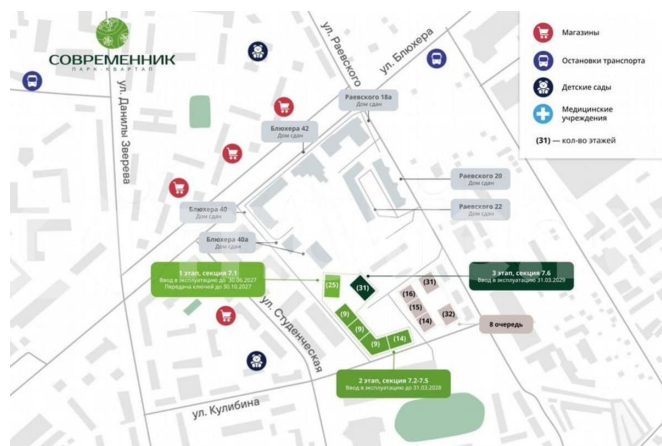 СОВРЕМЕННИК
ПАРК-КВАРТАЛ
ул. Раевского
ул. Блюхера
ул. Данилы Зверева
Магазины
Остановки транспорта
Детские сады
Медицинские
учреждения
(31) — кол-во этажей
Раевского 18а
Дом сдан
Блюхера 42
Дом сдан
Раевского 20
Дом сдан
Раевского 22
Дом сдан
Блюхера 40
Дом сдан
Блюхера 40а
Дом сдан
1 этап, секция 7.1
Ввод в эксплуатацию до 30.06.2027
Передача ключей до 30.10.2027
3 этап, секция 7.6
Ввод в эксплуатацию 31.03.2029
(25)
(31)
(31)
(16)
(15)
(14)
(32)
(9)
(9)
(9)
(14)
8 очередь
ул. Студенческая
2 этап, секция 7.2-7.5
Ввод в эксплуатацию до 31.03.2028
ул. Кулибина